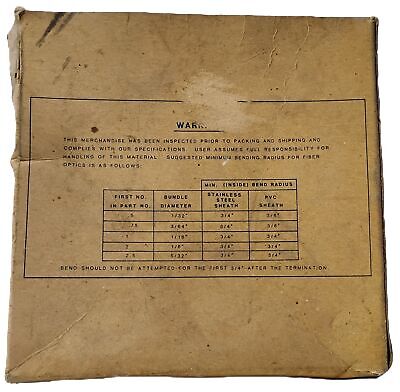 THIS MERCHANDISE HAS BEEN INSPECTED PRIOR TO PACKING AND SHIPPING AND
COMPLIES WITH OUR SPECIFICATIONS. USER ASSUMES FULL RESPONSIBILITY FOR
HANDLING OF THIS MATERIAL. SUGGESTED MINIMUM BENDING RADIUS FOR FIBER
OPTICS IS AS FOLLOWS:
MIN. (INSIDE) BEND RADIUS
FIRST NO. IN PART NO. BUNDLE DIAMETER STAINLESS STEEL SHEATH PVC SHEATH
.5 1/32" 3/4" 3/8"
.75 3/64" 3/4" 3/8"
1 1/16" 3/4" 3/8"
2 1/8" 3/4" 3/4"
2.5 5/32" 3/4" 3/4"
BEND SHOULD NOT BE ATTEMPTED FOR THE FIRST 3/4" AFTER THE TERMINATION.